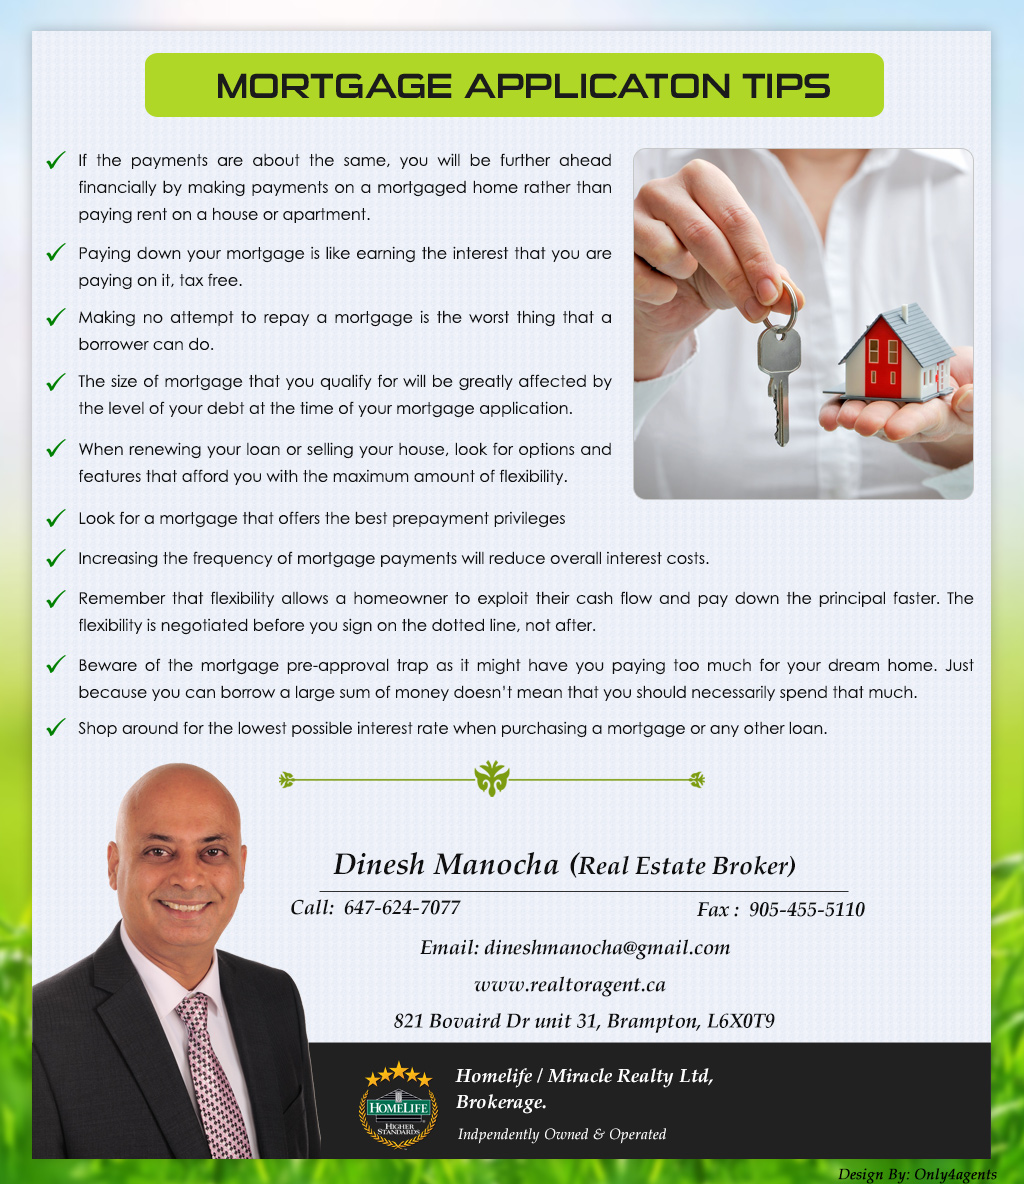 MORTGAGE APPLICATON TIPS
If the payments are about the same, you will be further ahead
financially by making payments on a mortgaged home rather than
paying rent on a house or apartment.
Paying down your mortgage is like earning the interest that you are
paying on it, tax free.
Making no attempt to repay a mortgage is the worst thing that a
borrower can do.
The size of mortgage that you qualify for will be greatly affected by
the level of your debt at the time of your mortgage application.
When renewing your loan or selling your house, look for options and
features that afford you with the maximum amount of flexibility.
Look for a mortgage that offers the best prepayment privileges
Increasing the frequency of mortgage payments will reduce overall interest costs.
Remember that flexibility allows a homeowner to exploit their cash flow and pay down the principal faster. The
flexibility is negotiated before you sign on the dotted line, not after.
Beware of the mortgage pre-approval trap as it might have you paying too much for your dream home. Just
because you can borrow a large sum of money doesn't mean that you should necessarily spend that much.
Shop around for the lowest possible interest rate when purchasing a mortgage or any other loan.
Dinesh Manocha (Real Estate Broker)
Call: 647-624-7077 Fax : 905-455-5110
Email: dineshmanocha@gmail.com
www.realtoragent.ca
821 Bovaird Dr unit 31, Brampton, L6X0T9
HOMELIFE
HIGHER
STANDARDS
Homelife / Miracle Realty Ltd,
Brokerage.
Indpendently Owned & Operated
Design By: Only4agents